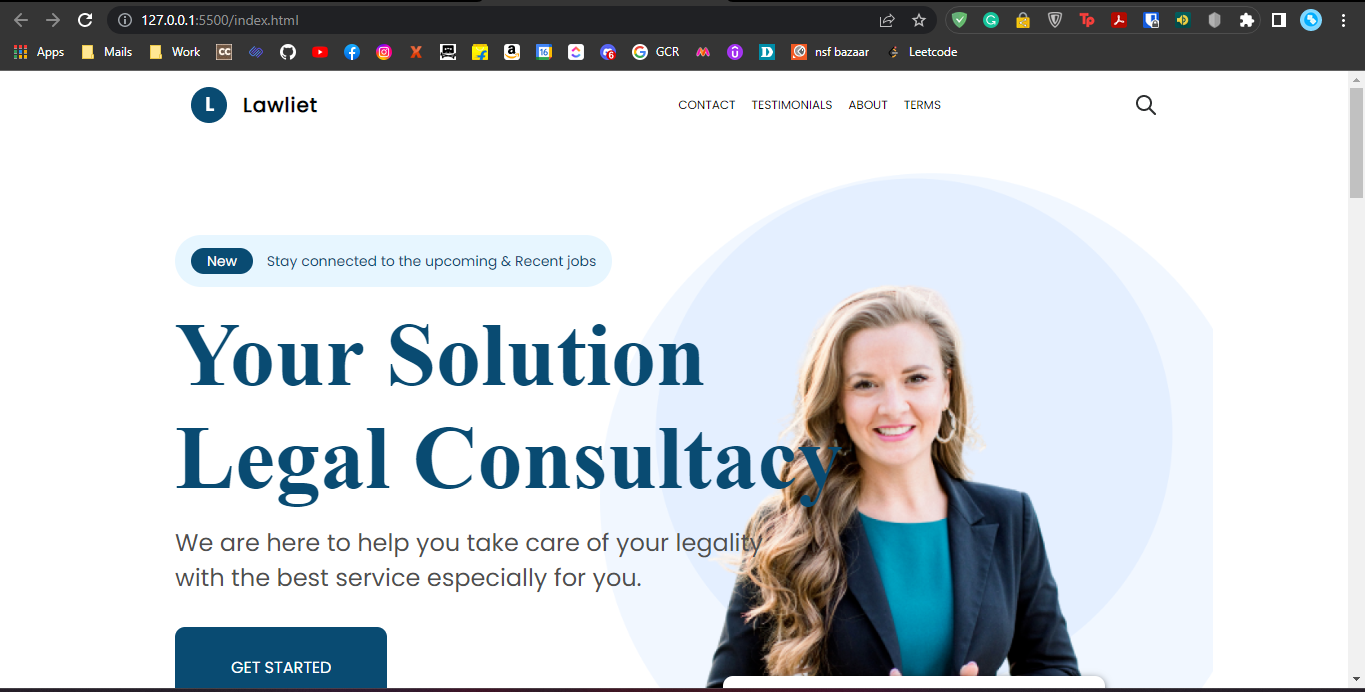 127.0.0.1:5500/index.html
Apps
Mails
Work
GCR
nsf bazaar
Leetcode
L Lawliet
CONTACT TESTIMONIALS ABOUT TERMS
New Stay connected to the upcoming & Recent jobs
Your Solution
Legal Consultacy
We are here to help you take care of your legality
with the best service especially for you.
GET STARTED